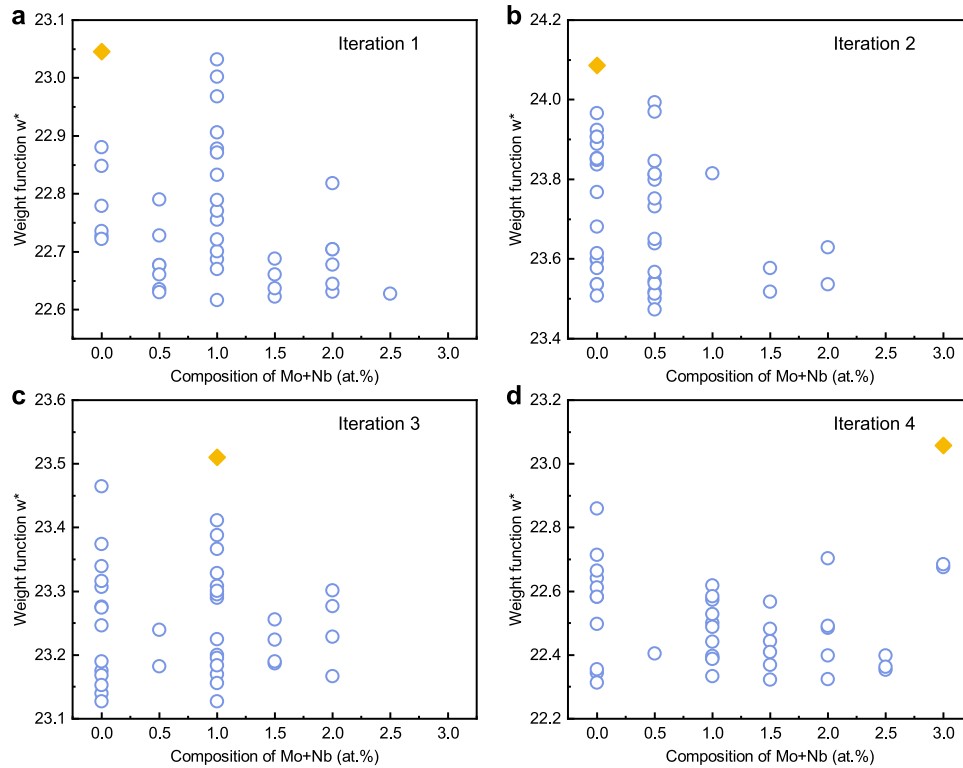 a
Iteration 1
Weight function w*
23.1
23.0
22.9
22.8
22.7
22.6
0.0 0.5 1.0 1.5 2.0 2.5 3.0
Composition of Mo+Nb (at.%)
b
Iteration 2
Weight function w*
24.2
24.0
23.8
23.6
23.4
0.0 0.5 1.0 1.5 2.0 2.5 3.0
Composition of Mo+Nb (at.%)
c
Iteration 3
Weight function w*
23.6
23.5
23.4
23.3
23.2
23.1
0.0 0.5 1.0 1.5 2.0 2.5 3.0
Composition of Mo+Nb (at.%)
d
Iteration 4
Weight function w*
23.2
23.0
22.8
22.6
22.4
22.2
0.0 0.5 1.0 1.5 2.0 2.5 3.0
Composition of Mo+Nb (at.%)